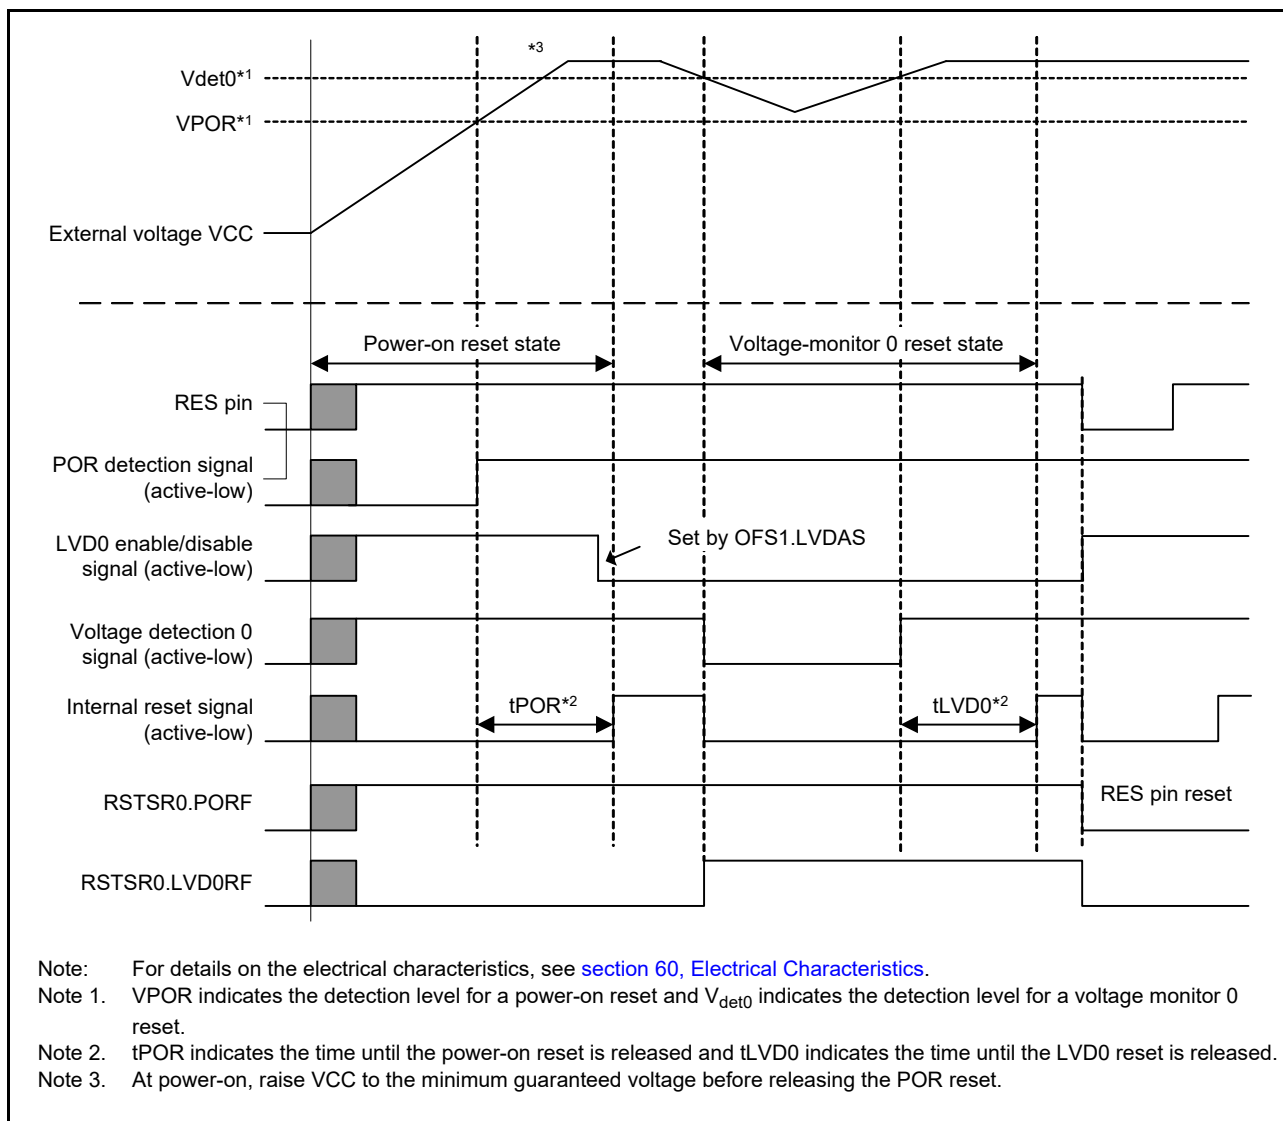 *3
Vdet0*1
VPOR*1
External voltage VCC
Power-on reset state
Voltage-monitor 0 reset state
RES pin
POR detection signal
(active-low)
LVD0 enable/disable
signal (active-low)
Set by OFS1.LVDAS
Voltage detection 0
signal (active-low)
Internal reset signal
(active-low)
tPOR*2
tLVD0*2
RSTSR0.PORF
RES pin reset
RSTSR0.LVD0RF
Note: For details on the electrical characteristics, see section 60, Electrical Characteristics.
Note 1. VPOR indicates the detection level for a power-on reset and Vdet0 indicates the detection level for a voltage monitor 0
reset.
Note 2. tPOR indicates the time until the power-on reset is released and tLVD0 indicates the time until the LVD0 reset is released.
Note 3. At power-on, raise VCC to the minimum guaranteed voltage before releasing the POR reset.